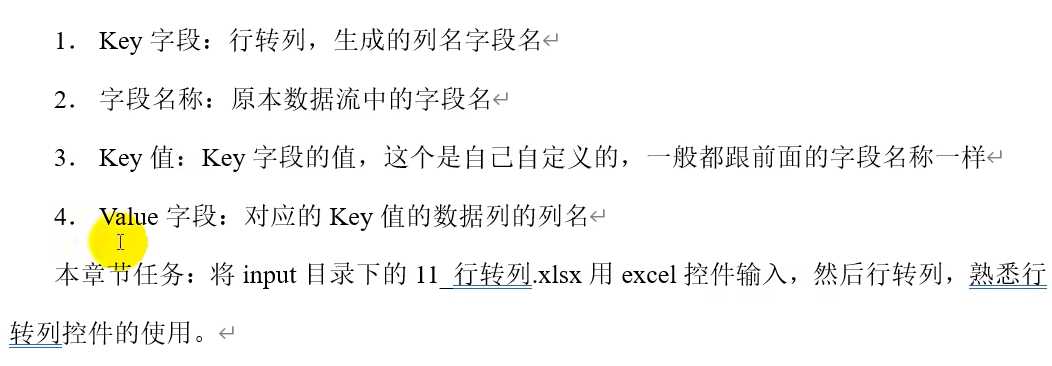 1. Key 字段：行转列，生成的列名字段名↵
2. 字段名称：原本数据流中的字段名↵
3. Key 值：Key 字段的值，这个是自己自定义的，一般都跟前面的字段名称一样↵
4. Value 字段：对应的 Key 值的数据列的列名↵
本章节任务：将 input 目录下的 11_行转列.xlsx 用 excel 控件输入，然后行转列，熟悉行
转列控件的使用。↵